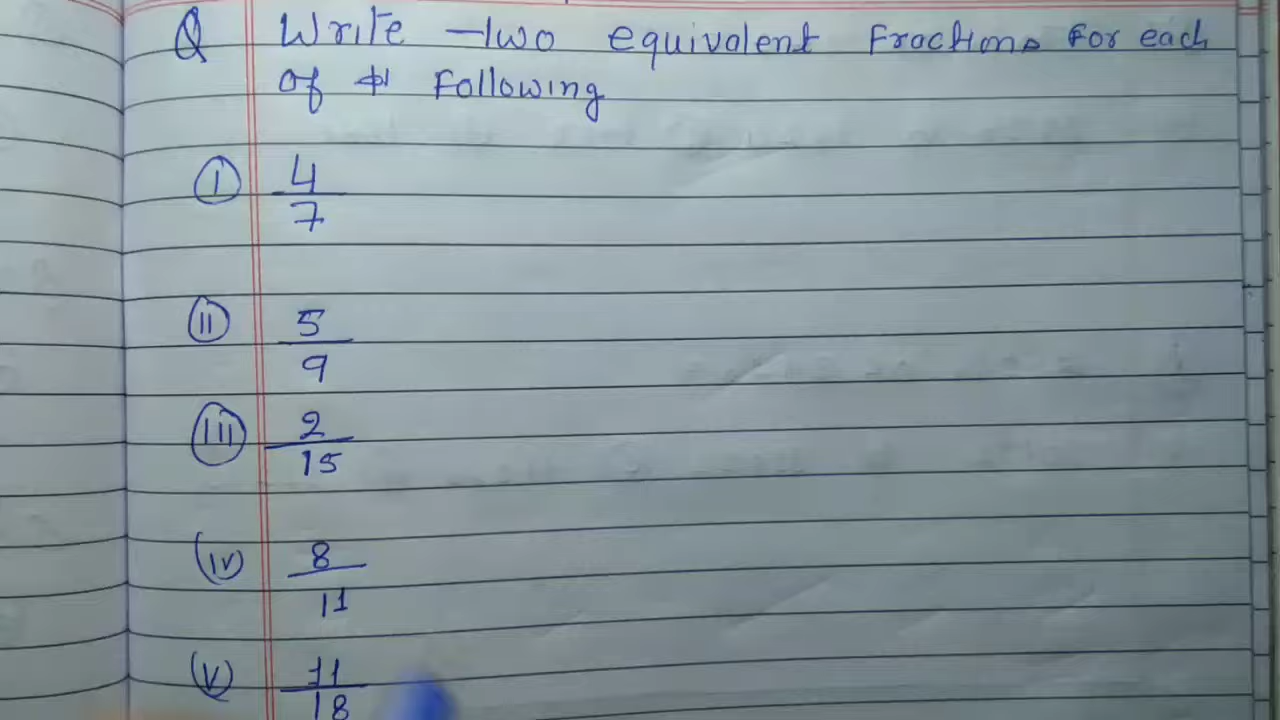 Q Write two equivalent Fractions For each
of Following
(i) 4
7
(ii) 5
9
(iii) 2
15
(iv) 8
11
(v) 11
18